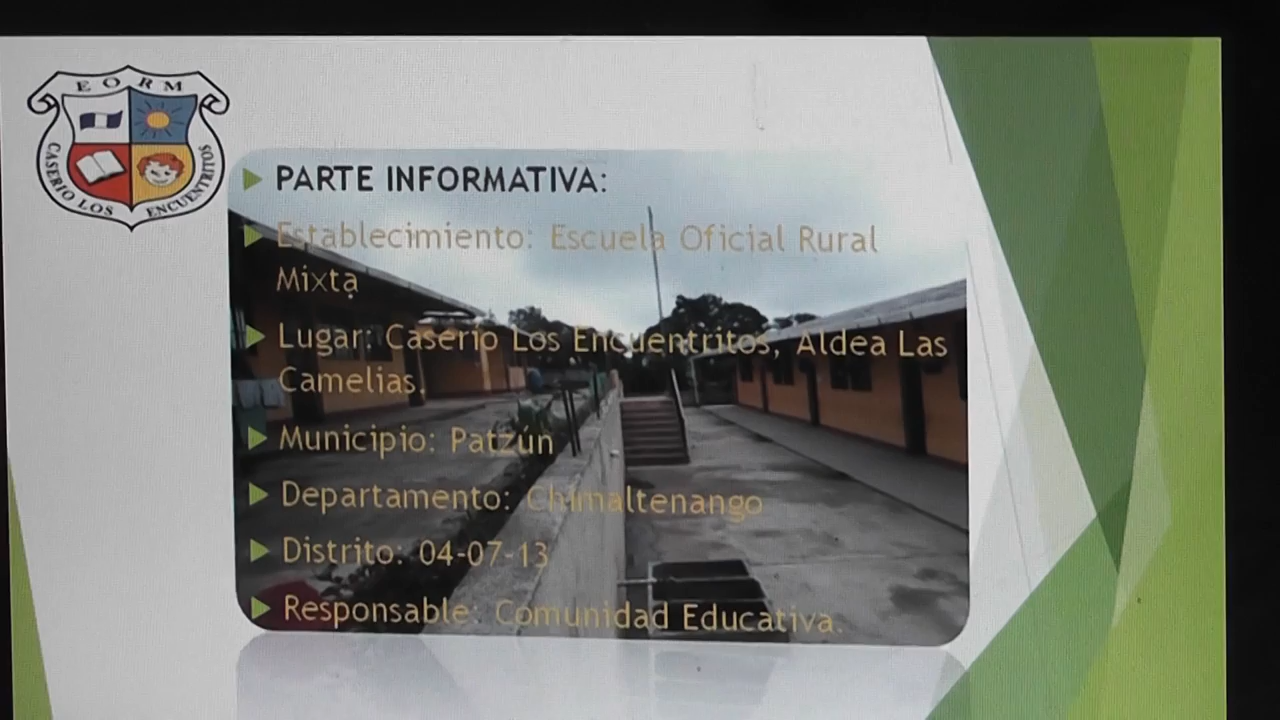 E O R M
CASERIO LOS ENCUENTRITOS
PARTE INFORMATIVA:
Establecimiento: Escuela Oficial Rural
Mixta
Lugar: Caserío Los Encuentritos, Aldea Las
Camelias.
Municipio: Patzún
Departamento: Chimaltenango
Distrito: 04-07-13
Responsable: Comunidad Educativa.